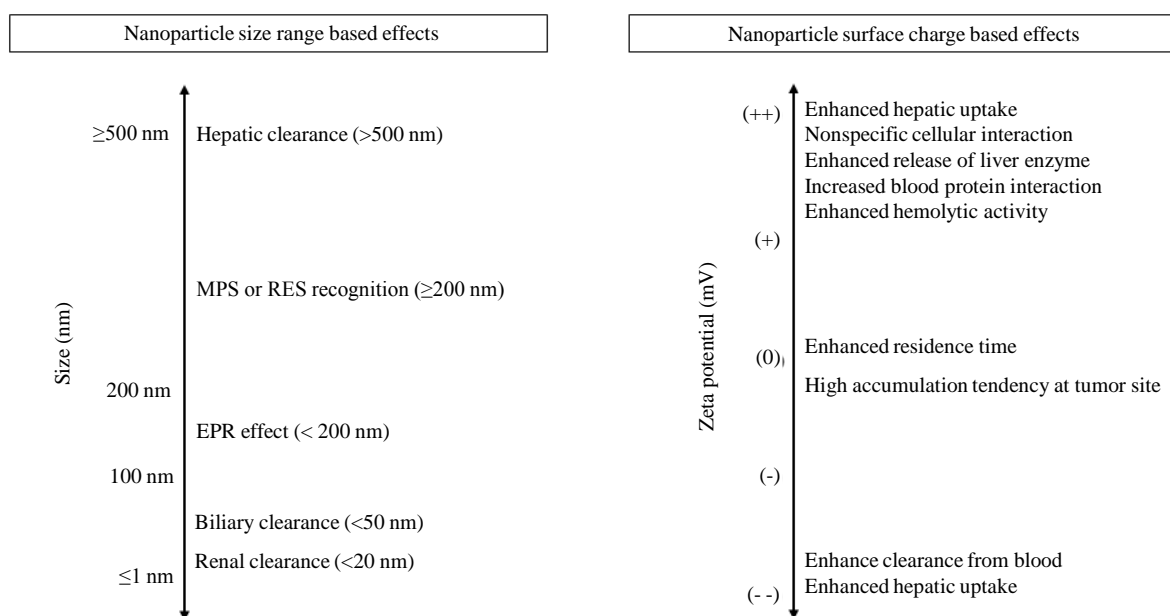 Nanoparticle size range based effects
≥500 nm
Hepatic clearance (>500 nm)
MPS or RES recognition (≥200 nm)
Size (nm)
200 nm
EPR effect (< 200 nm)
100 nm
Biliary clearance (<50 nm)
Renal clearance (<20 nm)
≤1 nm
Nanoparticle surface charge based effects
(++)
Enhanced hepatic uptake
Nonspecific cellular interaction
Enhanced release of liver enzyme
Increased blood protein interaction
Enhanced hemolytic activity
(+)
Zeta potential (mV)
(0)
Enhanced residence time
High accumulation tendency at tumor site
(-)
Enhance clearance from blood
Enhanced hepatic uptake
(- -)